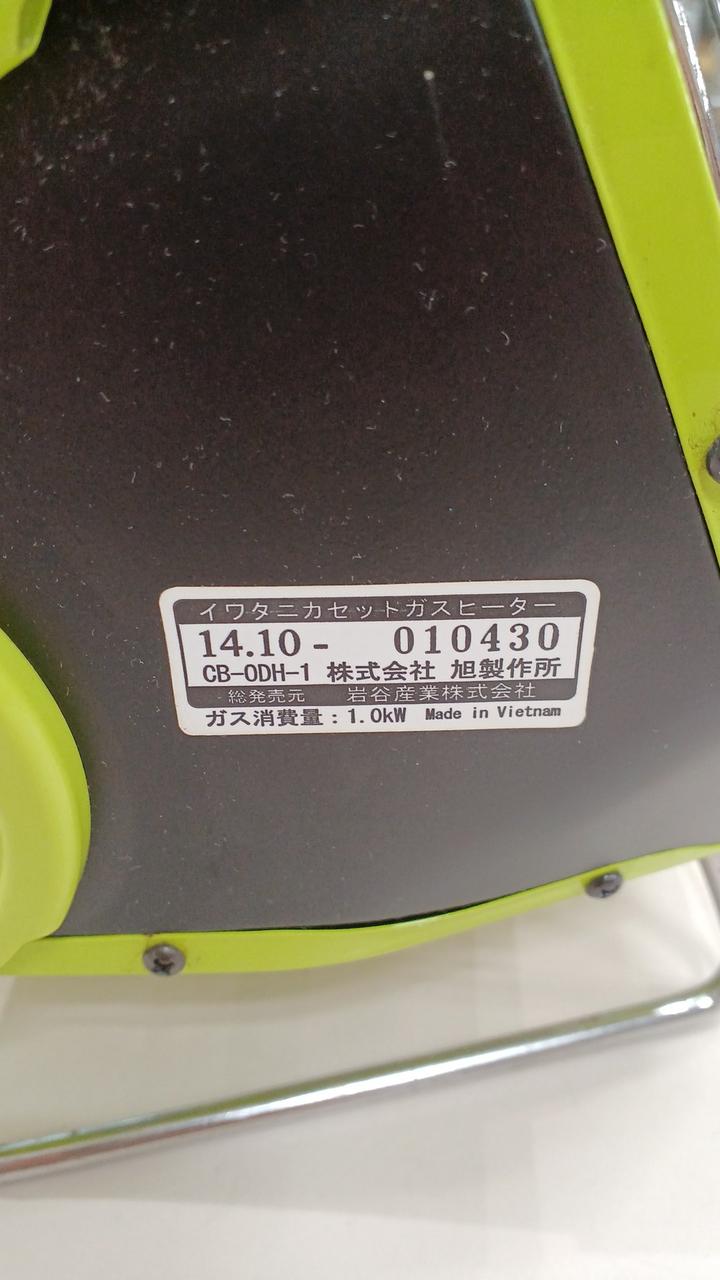 イワタニカセットガスヒーター
14.10 - 010430
CB-ODH-1 株式会社 旭製作所
総発売元 岩谷産業株式会社
ガス消費量：1.0kW Made in Vietnam